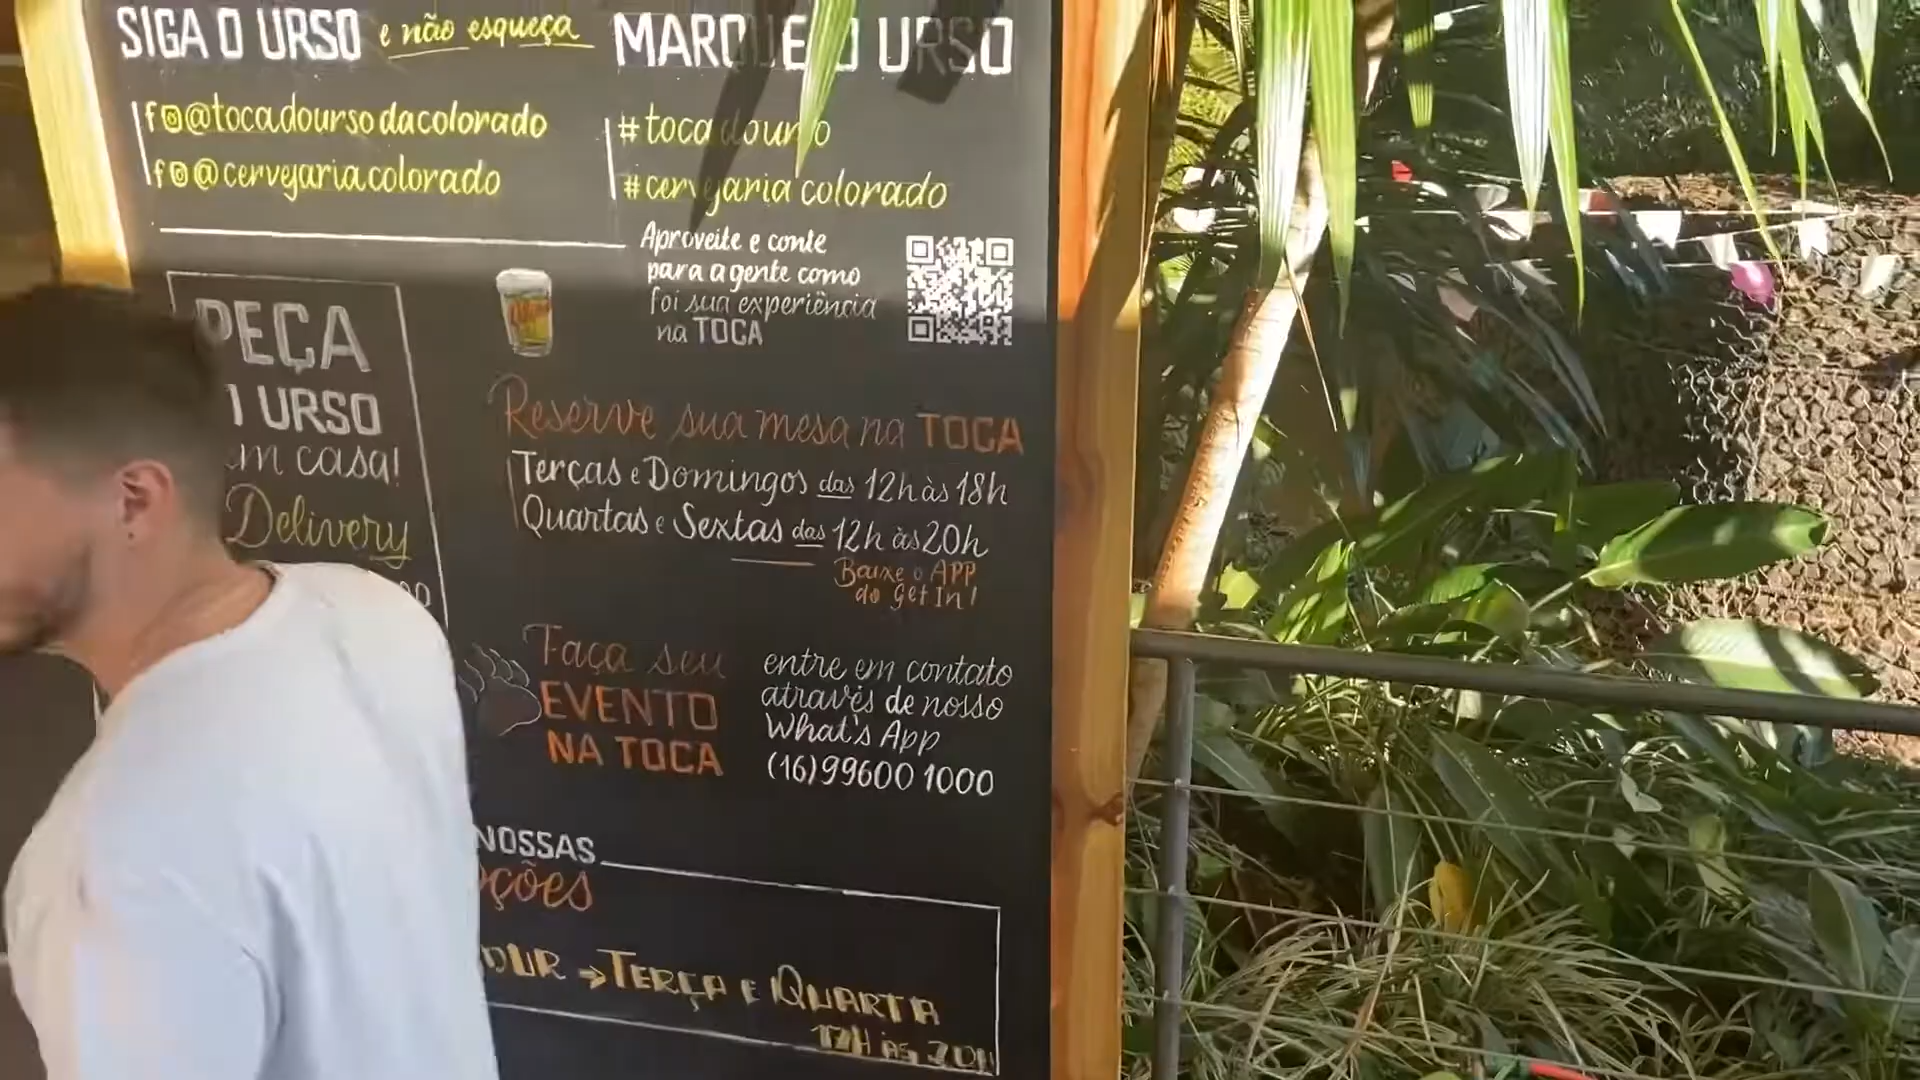 SIGA O URSO e não esqueça
MARQUE O URSO
f @tocadoursodacolorado
f @cervejariacolorado
#tocadourso
#cervejariacolorado
Aproveite e conte
para a gente como
foi sua experiência
na TOCA
PEÇA
URSO
casa!
Delivery
Reserve sua mesa na TOCA
Terças e Domingos das 12h às 18h
Quartas e Sextas das 12h às 20h
Baixe o APP
do Get In!
Faça seu
EVENTO
NA TOCA
entre em contato
através de nosso
What's App
(16)99600 1000
NOSSAS
ções
→ TERÇA E QUARTA
17H ÀS 20H